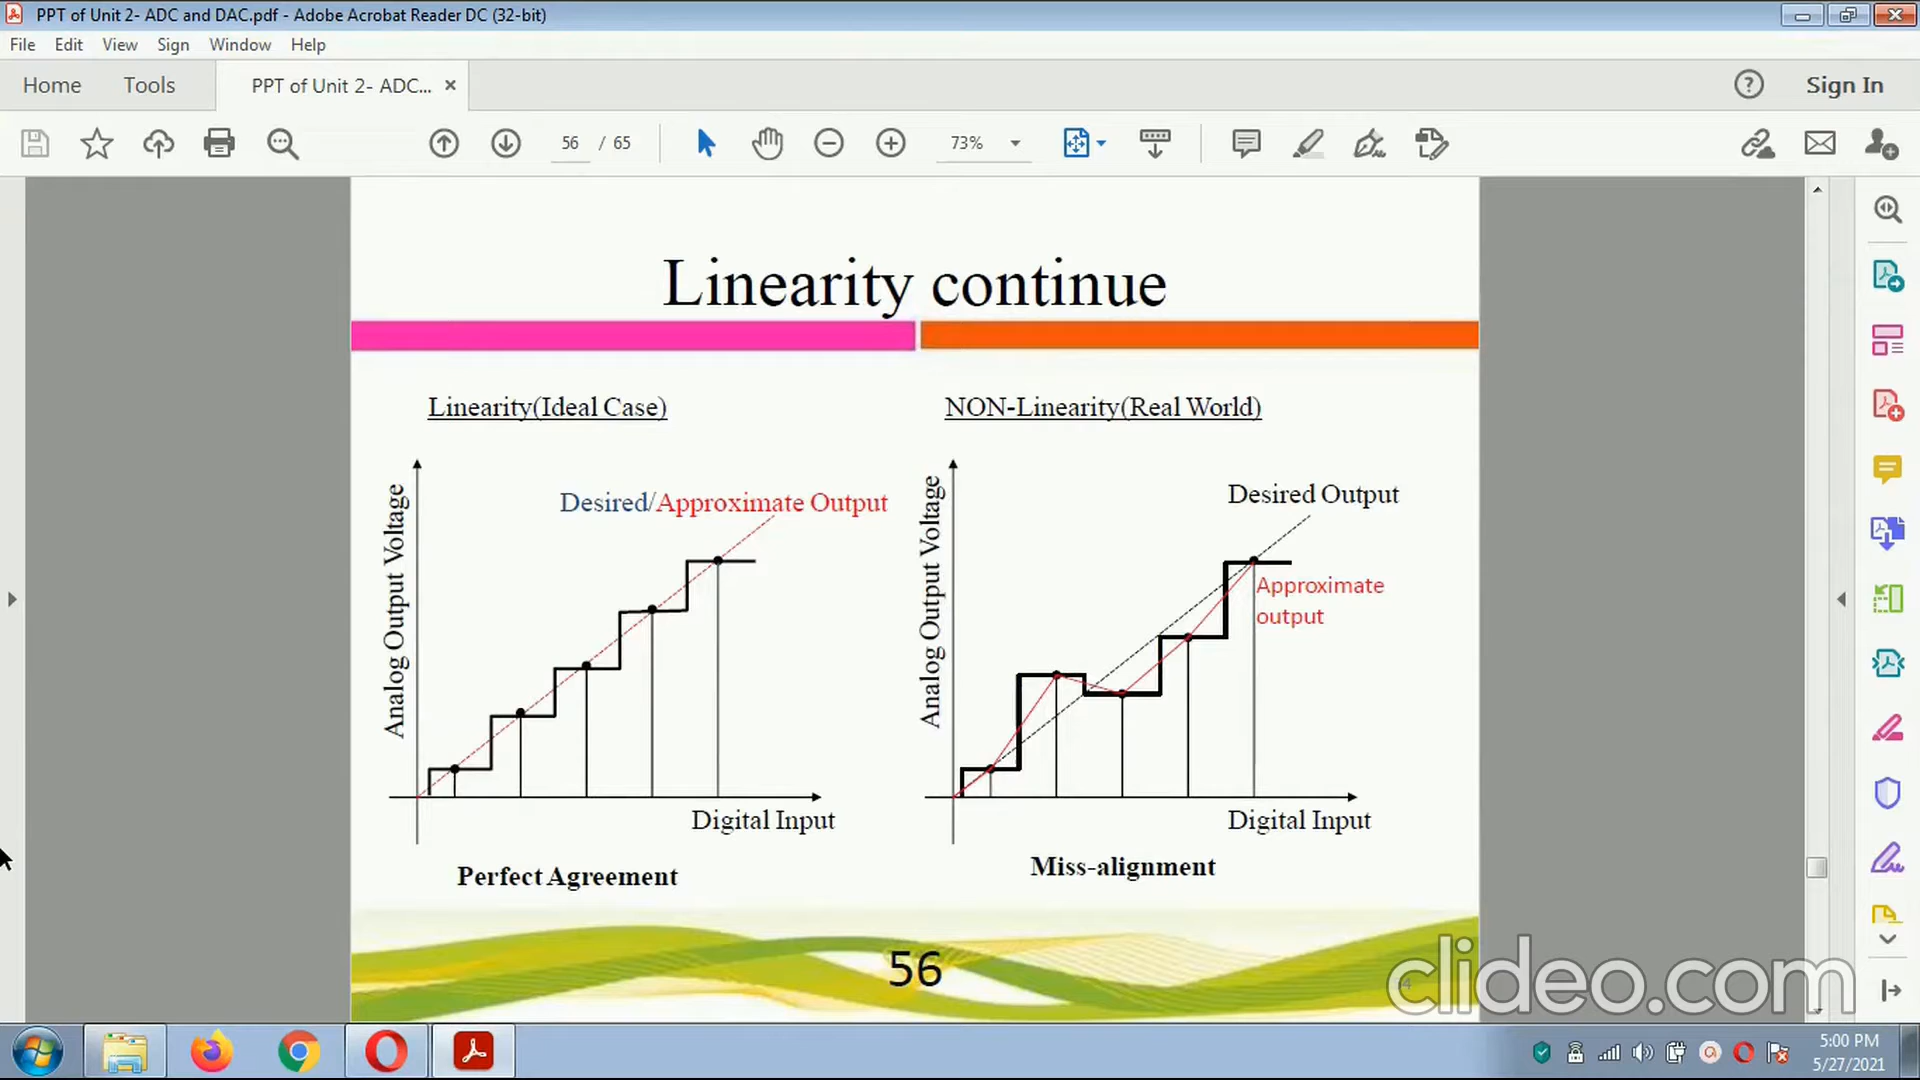 PPT of Unit 2- ADC and DAC.pdf - Adobe Acrobat Reader DC (32-bit)
File Edit View Sign Window Help
Home Tools PPT of Unit 2- ADC... × Sign In
56 / 65 73%
Linearity continue
Linearity(Ideal Case)
NON-Linearity(Real World)
Analog Output Voltage
Desired/Approximate Output
Digital Input
Perfect Agreement
Analog Output Voltage
Desired Output
Approximate
output
Digital Input
Miss-alignment
56
clideo.com
5:00 PM
5/27/2021